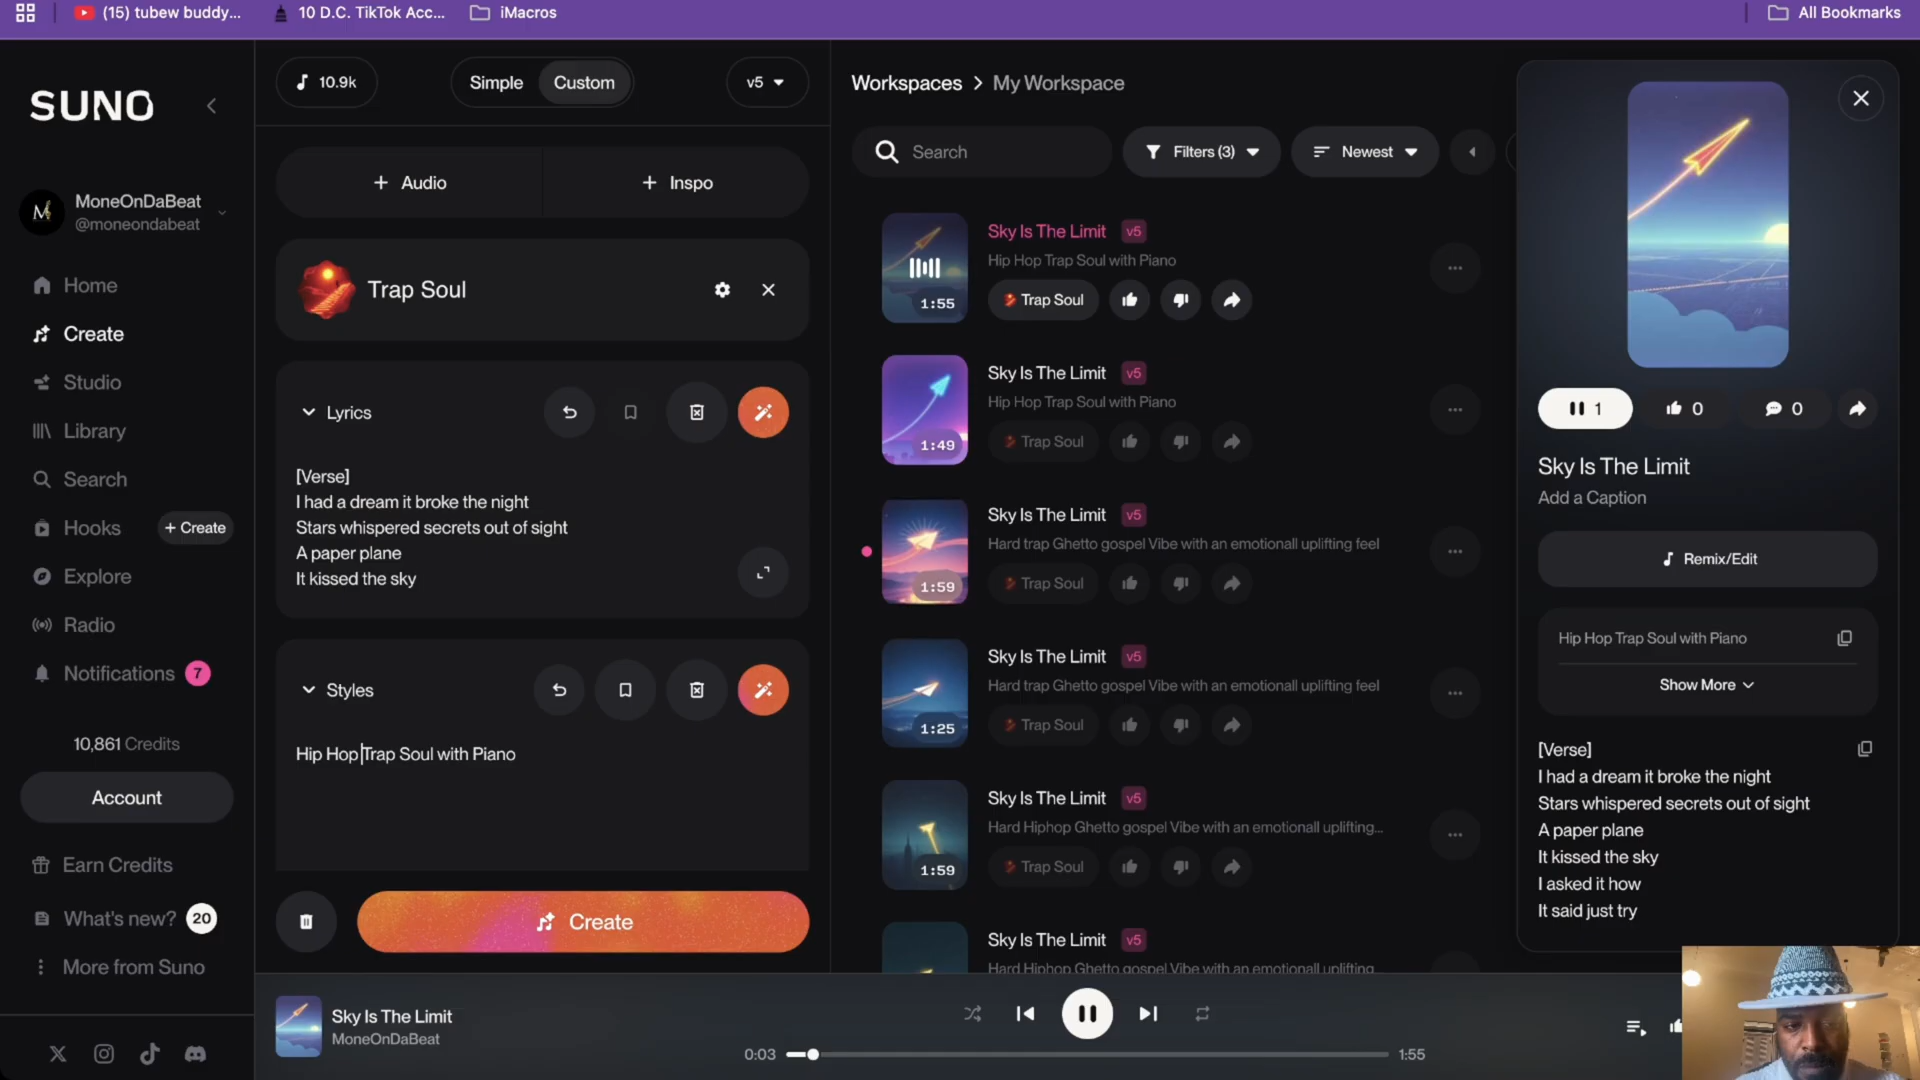 (15) tubew buddy...
10 D.C. TikTok Acc...
iMacros
All Bookmarks
SUNO
MoneOnDaBeat
@moneondabeat
Home
Create
Studio
Library
Search
Hooks
+ Create
Explore
Radio
Notifications 7
10,861 Credits
Account
Earn Credits
What's new? 20
More from Suno
10.9k
Simple
Custom
v5
+ Audio
+ Inspo
Trap Soul
Lyrics
[Verse]
I had a dream it broke the night
Stars whispered secrets out of sight
A paper plane
It kissed the sky
Styles
Hip Hop Trap Soul with Piano
Create
Workspaces > My Workspace
Search
Filters (3)
Newest
Sky Is The Limit v5
Hip Hop Trap Soul with Piano
1:55
Trap Soul
Sky Is The Limit v5
Hip Hop Trap Soul with Piano
1:49
Trap Soul
Sky Is The Limit v5
Hard trap Ghetto gospel Vibe with an emotionall uplifting feel
1:59
Trap Soul
Sky Is The Limit v5
Hard trap Ghetto gospel Vibe with an emotionall uplifting feel
1:25
Trap Soul
Sky Is The Limit v5
Hard Hiphop Ghetto gospel Vibe with an emotionall uplifting...
1:59
Trap Soul
Sky Is The Limit v5
Hard Hiphop Ghetto gospel Vibe with an emotionall uplifting
1
0
0
Sky Is The Limit
Add a Caption
Remix/Edit
Hip Hop Trap Soul with Piano
Show More
[Verse]
I had a dream it broke the night
Stars whispered secrets out of sight
A paper plane
It kissed the sky
I asked it how
It said just try
Sky Is The Limit
MoneOnDaBeat
0:03
1:55